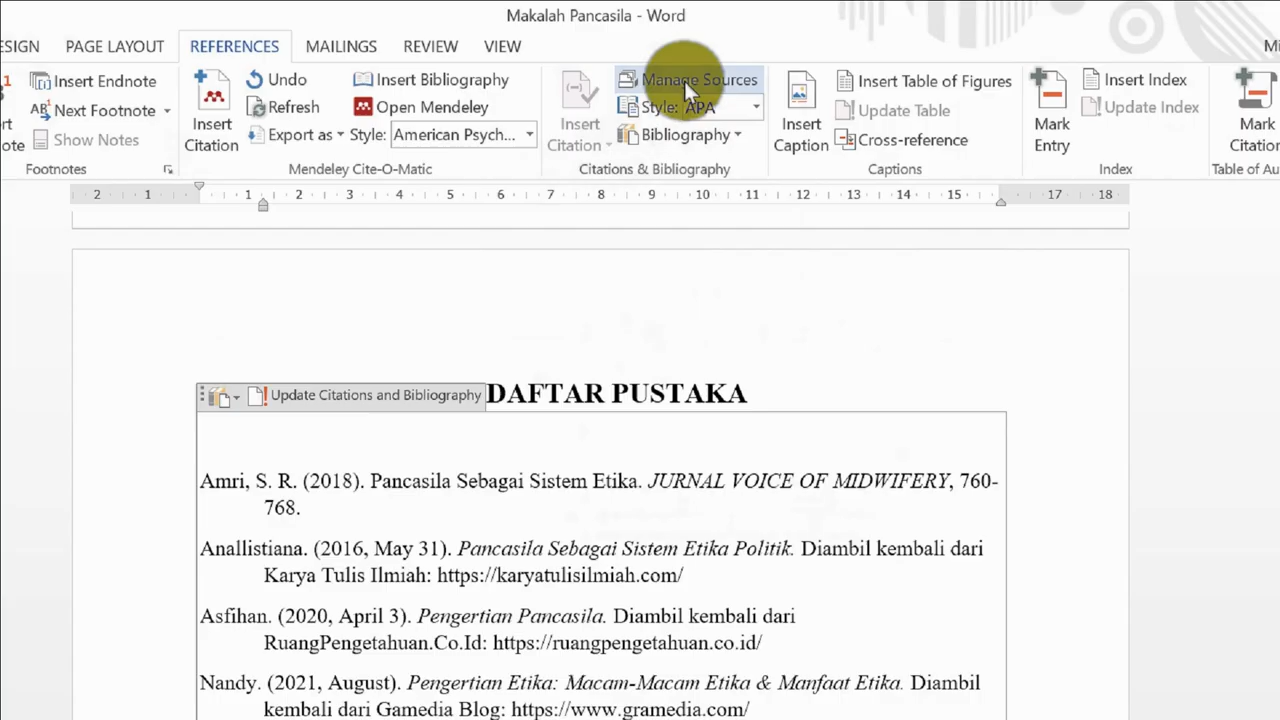 Makalah Pancasila - Word
ESIGN PAGE LAYOUT REFERENCES MAILINGS REVIEW VIEW
1 Insert Endnote
AB Next Footnote
Show Notes
Footnotes
Insert Citation
Undo
Refresh
Export as
Insert Bibliography
Open Mendeley
Style: American Psych...
Mendeley Cite-O-Matic
Insert Citation
Manage Sources
Style: APA
Bibliography
Citations & Bibliography
Insert Caption
Insert Table of Figures
Update Table
Cross-reference
Captions
Mark Entry
Insert Index
Update Index
Index
Mark Citation
Table of Au
2 1 1 2 3 4 5 6 7 8 9 10 11 12 13 14 15 17 18
Update Citations and Bibliography
DAFTAR PUSTAKA
Amri, S. R. (2018). Pancasila Sebagai Sistem Etika. JURNAL VOICE OF MIDWIFERY, 760-
768.
Anallistiana. (2016, May 31). Pancasila Sebagai Sistem Etika Politik. Diambil kembali dari
Karya Tulis Ilmiah: https://karyatulisilmiah.com/
Asfihan. (2020, April 3). Pengertian Pancasila. Diambil kembali dari
RuangPengetahuan.Co.Id: https://ruangpengetahuan.co.id/
Nandy. (2021, August). Pengertian Etika: Macam-Macam Etika & Manfaat Etika. Diambil
kembali dari Gamedia Blog: https://www.gramedia.com/